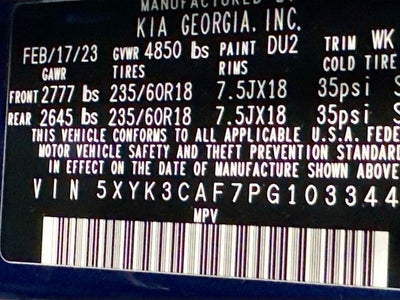 MANUFACTURED BY
KIA GEORGIA, INC.
FEB/17/23 GVWR 4850 lbs PAINT DU2 TRIM WK
GAWR TIRES RIMS COLD TIRE
FRONT 2777 lbs 235/60R18 7.5JX18 35psi S
REAR 2645 lbs 235/60R18 7.5JX18 35psi S
THIS VEHICLE CONFORMS TO ALL APPLICABLE U.S.A. FEDE
MOTOR VEHICLE SAFETY AND THEFT PREVENTION STANDARD
IN EFFECT ON THE DATE OF MANUFACTURE SHOWN ABOVE
VIN 5XYK3CAF7PG103344
MPV